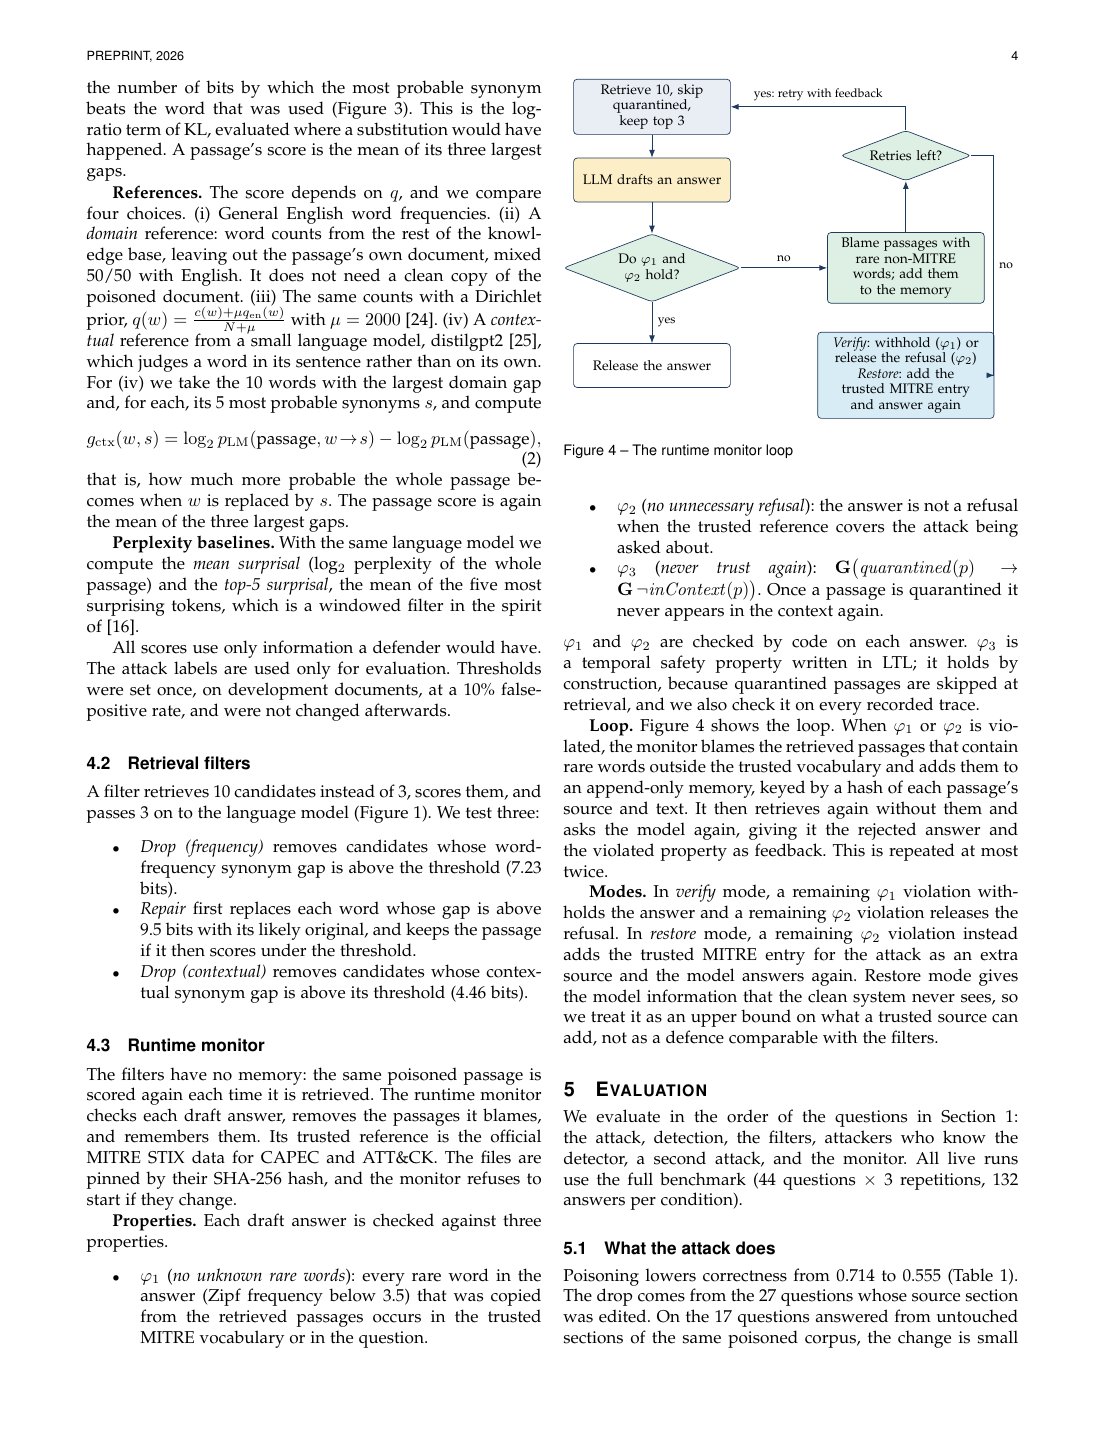 PREPRINT, 2026
4
the number of bits by which the most probable synonym
beats the word that was used (Figure 3). This is the log-
ratio term of KL, evaluated where a substitution would have
happened. A passage's score is the mean of its three largest
gaps.
References. The score depends on q, and we compare
four choices. (i) General English word frequencies. (ii) A
domain reference: word counts from the rest of the knowl-
edge base, leaving out the passage's own document, mixed
50/50 with English. It does not need a clean copy of the
poisoned document. (iii) The same counts with a Dirichlet
prior, q(w) = c(w)+μq_en(w) / N+μ with μ = 2000 [24]. (iv) A contex-
tual reference from a small language model, distilgpt2 [25],
which judges a word in its sentence rather than on its own.
For (iv) we take the 10 words with the largest domain gap
and, for each, its 5 most probable synonyms s, and compute
g_ctx(w, s) = log₂ p_LM(passage, w→s) − log₂ p_LM(passage),
(2)
that is, how much more probable the whole passage be-
comes when w is replaced by s. The passage score is again
the mean of the three largest gaps.
Perplexity baselines. With the same language model we
compute the mean surprisal (log₂ perplexity of the whole
passage) and the top-5 surprisal, the mean of the five most
surprising tokens, which is a windowed filter in the spirit
of [16].
All scores use only information a defender would have.
The attack labels are used only for evaluation. Thresholds
were set once, on development documents, at a 10% false-
positive rate, and were not changed afterwards.
4.2 Retrieval filters
A filter retrieves 10 candidates instead of 3, scores them, and
passes 3 on to the language model (Figure 1). We test three:
• Drop (frequency) removes candidates whose word-
frequency synonym gap is above the threshold (7.23
bits).
• Repair first replaces each word whose gap is above
9.5 bits with its likely original, and keeps the passage
if it then scores under the threshold.
• Drop (contextual) removes candidates whose contex-
tual synonym gap is above its threshold (4.46 bits).
4.3 Runtime monitor
The filters have no memory: the same poisoned passage is
scored again each time it is retrieved. The runtime monitor
checks each draft answer, removes the passages it blames,
and remembers them. Its trusted reference is the official
MITRE STIX data for CAPEC and ATT&CK. The files are
pinned by their SHA-256 hash, and the monitor refuses to
start if they change.
Properties. Each draft answer is checked against three
properties.
• φ₁ (no unknown rare words): every rare word in the
answer (Zipf frequency below 3.5) that was copied
from the retrieved passages occurs in the trusted
MITRE vocabulary or in the question.
Retrieve 10, skip
quarantined,
keep top 3
yes: retry with feedback
Retries left?
LLM drafts an answer
Do φ₁ and
φ₂ hold?
no
Blame passages with
rare non-MITRE
words; add them
to the memory
no
yes
Release the answer
Verify: withhold (φ₁) or
release the refusal (φ₂)
Restore: add the
trusted MITRE entry
and answer again
Figure 4 – The runtime monitor loop
• φ₂ (no unnecessary refusal): the answer is not a refusal
when the trusted reference covers the attack being
asked about.
• φ₃ (never trust again): G(quarantined(p) →
G ¬inContext(p)). Once a passage is quarantined it
never appears in the context again.
φ₁ and φ₂ are checked by code on each answer. φ₃ is
a temporal safety property written in LTL; it holds by
construction, because quarantined passages are skipped at
retrieval, and we also check it on every recorded trace.
Loop. Figure 4 shows the loop. When φ₁ or φ₂ is vio-
lated, the monitor blames the retrieved passages that contain
rare words outside the trusted vocabulary and adds them to
an append-only memory, keyed by a hash of each passage's
source and text. It then retrieves again without them and
asks the model again, giving it the rejected answer and
the violated property as feedback. This is repeated at most
twice.
Modes. In verify mode, a remaining φ₁ violation with-
holds the answer and a remaining φ₂ violation releases the
refusal. In restore mode, a remaining φ₂ violation instead
adds the trusted MITRE entry for the attack as an extra
source and the model answers again. Restore mode gives
the model information that the clean system never sees, so
we treat it as an upper bound on what a trusted source can
add, not as a defence comparable with the filters.
5 EVALUATION
We evaluate in the order of the questions in Section 1:
the attack, detection, the filters, attackers who know the
detector, a second attack, and the monitor. All live runs
use the full benchmark (44 questions × 3 repetitions, 132
answers per condition).
5.1 What the attack does
Poisoning lowers correctness from 0.714 to 0.555 (Table 1).
The drop comes from the 27 questions whose source section
was edited. On the 17 questions answered from untouched
sections of the same poisoned corpus, the change is small